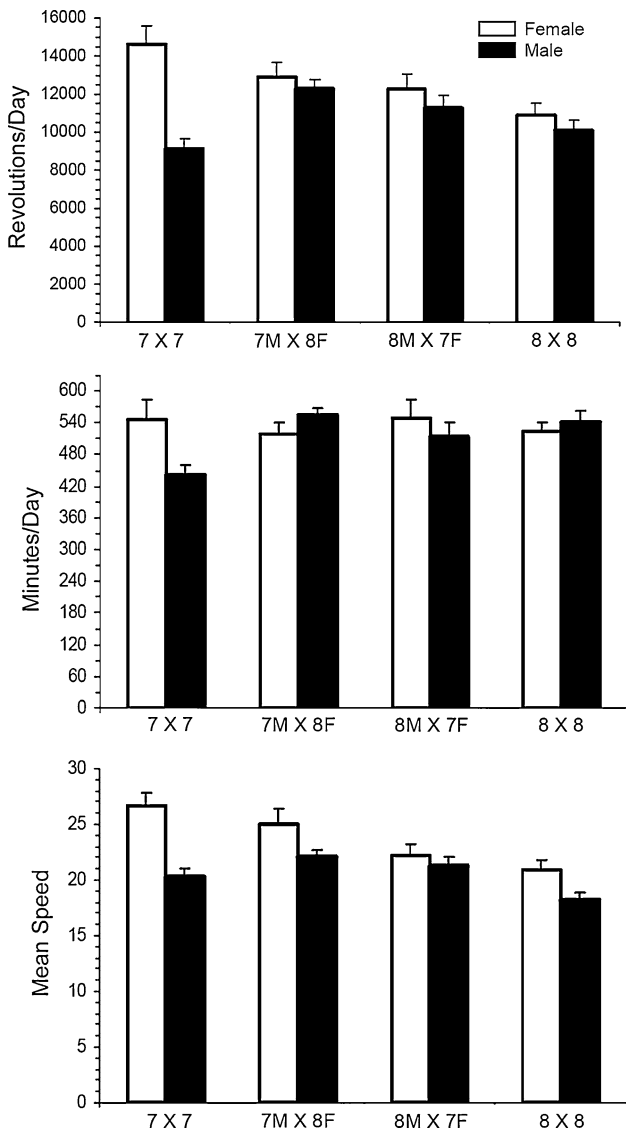 Female
Male
Revolutions/Day
16000
14000
12000
10000
8000
6000
4000
2000
0
7 X 7
7M X 8F
8M X 7F
8 X 8
Minutes/Day
600
540
480
420
360
300
240
180
120
60
0
7 X 7
7M X 8F
8M X 7F
8 X 8
Mean Speed
30
25
20
15
10
5
0
7 X 7
7M X 8F
8M X 7F
8 X 8